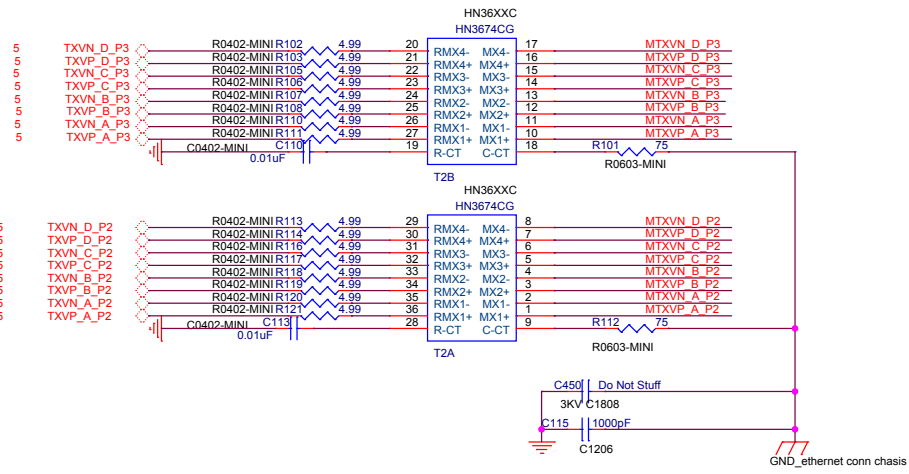 HN36XXC
HN3674CG
5 TXVN_D_P3 R0402-MINI R102 4.99 20 RMX4- MX4- 17 MTXVN_D_P3
5 TXVP_D_P3 R0402-MINI R103 4.99 21 RMX4+ MX4+ 16 MTXVP_D_P3
5 TXVN_C_P3 R0402-MINI R105 4.99 22 RMX3- MX3- 15 MTXVN_C_P3
5 TXVP_C_P3 R0402-MINI R106 4.99 23 RMX3+ MX3+ 14 MTXVP_C_P3
5 TXVN_B_P3 R0402-MINI R107 4.99 24 RMX2- MX2- 13 MTXVN_B_P3
5 TXVP_B_P3 R0402-MINI R108 4.99 25 RMX2+ MX2+ 12 MTXVP_B_P3
5 TXVN_A_P3 R0402-MINI R110 4.99 26 RMX1- MX1- 11 MTXVN_A_P3
5 TXVP_A_P3 R0402-MINI R111 4.99 27 RMX1+ MX1+ 10 MTXVP_A_P3
C0402-MINI C110 19 R-CT C-CT 18 R101 75
0.01uF R0603-MINI
T2B
HN36XXC
HN3674CG
5 TXVN_D_P2 R0402-MINI R113 4.99 29 RMX4- MX4- 8 MTXVN_D_P2
5 TXVP_D_P2 R0402-MINI R114 4.99 30 RMX4+ MX4+ 7 MTXVP_D_P2
5 TXVN_C_P2 R0402-MINI R116 4.99 31 RMX3- MX3- 6 MTXVN_C_P2
5 TXVP_C_P2 R0402-MINI R117 4.99 32 RMX3+ MX3+ 5 MTXVP_C_P2
5 TXVN_B_P2 R0402-MINI R118 4.99 33 RMX2- MX2- 4 MTXVN_B_P2
5 TXVP_B_P2 R0402-MINI R119 4.99 34 RMX2+ MX2+ 3 MTXVP_B_P2
5 TXVN_A_P2 R0402-MINI R120 4.99 35 RMX1- MX1- 2 MTXVN_A_P2
5 TXVP_A_P2 R0402-MINI R121 4.99 36 RMX1+ MX1+ 1 MTXVP_A_P2
C0402-MINI C113 28 R-CT C-CT 9 R112 75
0.01uF R0603-MINI
T2A
C450 Do Not Stuff
3KV C1808
C115 1000pF
C1206
GND_ethernet conn chasis